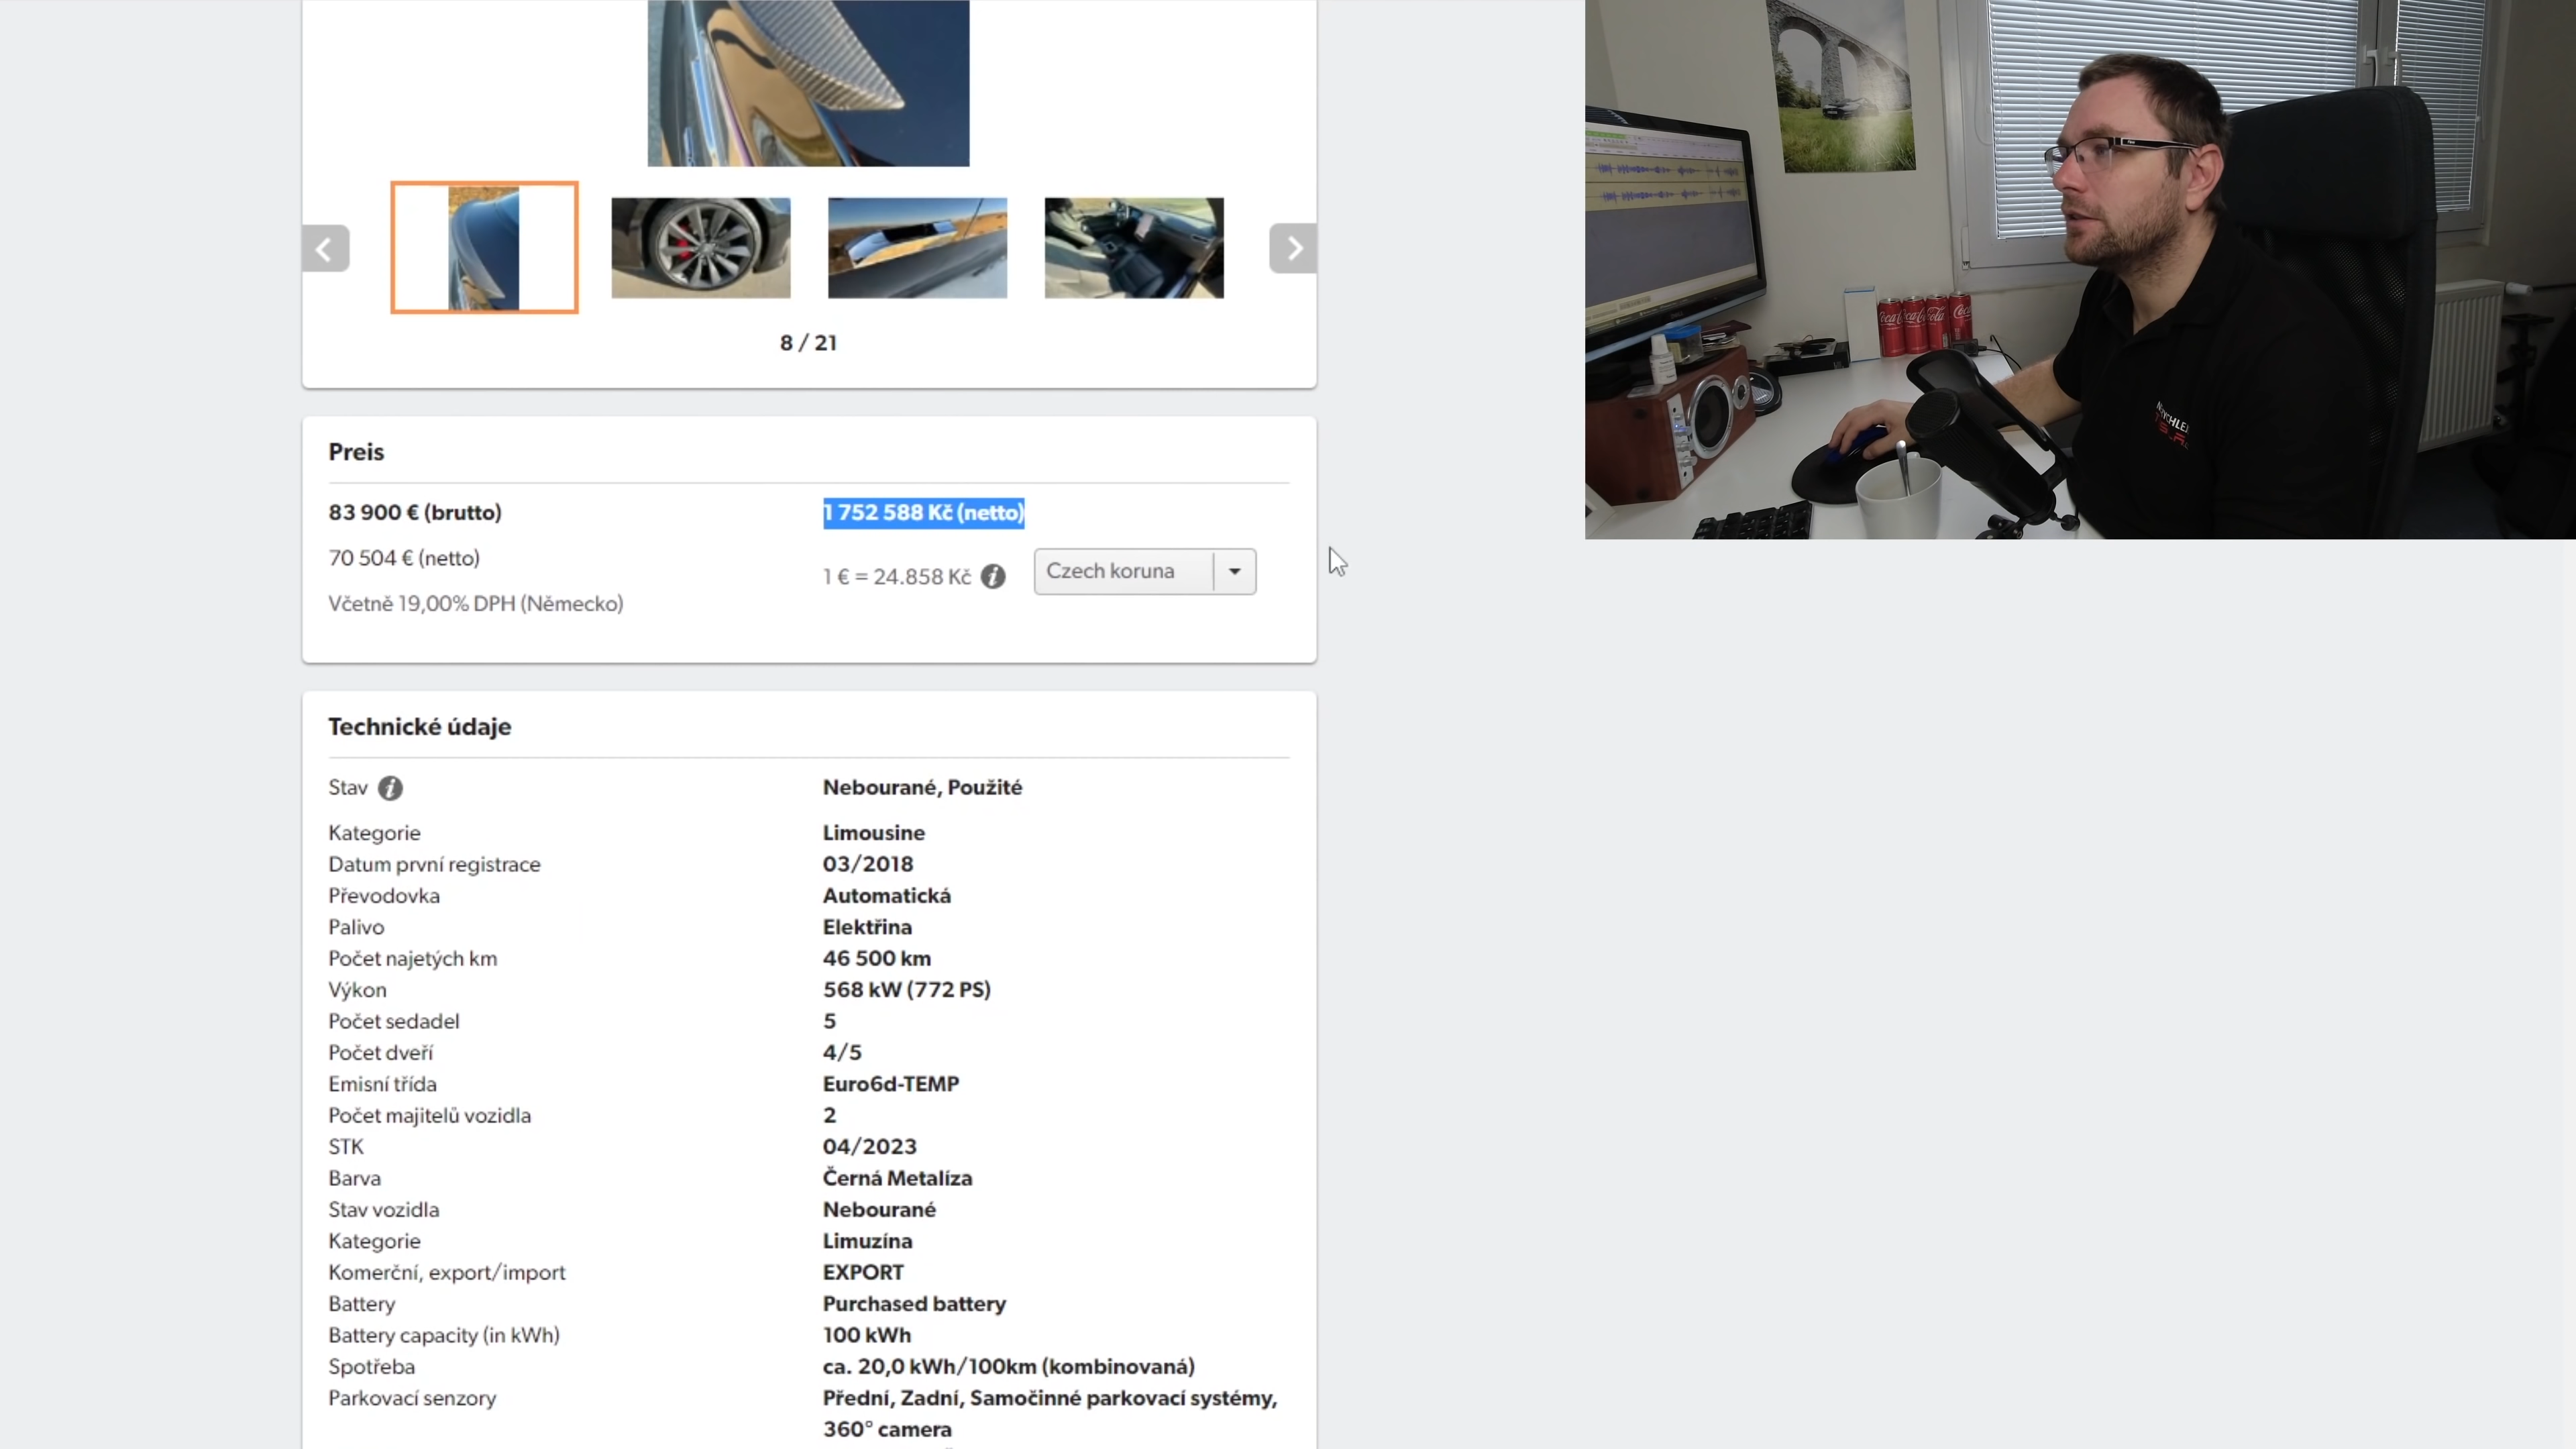 8 / 21
Preis
83 900 € (brutto)
1 752 588 Kč (netto)
70 504 € (netto)
1 € = 24.858 Kč
Czech koruna
Včetně 19,00% DPH (Německo)
Technické údaje
Stav
Nebourané, Použité
Kategorie
Limousine
Datum první registrace
03/2018
Převodovka
Automatická
Palivo
Elektřina
Počet najetých km
46 500 km
Výkon
568 kW (772 PS)
Počet sedadel
5
Počet dveří
4/5
Emisní třída
Euro6d-TEMP
Počet majitelů vozidla
2
STK
04/2023
Barva
Černá Metalíza
Stav vozidla
Nebourané
Kategorie
Limuzína
Komerční, export/import
EXPORT
Battery
Purchased battery
Battery capacity (in kWh)
100 kWh
Spotřeba
ca. 20,0 kWh/100km (kombinovaná)
Parkovací senzory
Přední, Zadní, Samočinné parkovací systémy,
360° camera